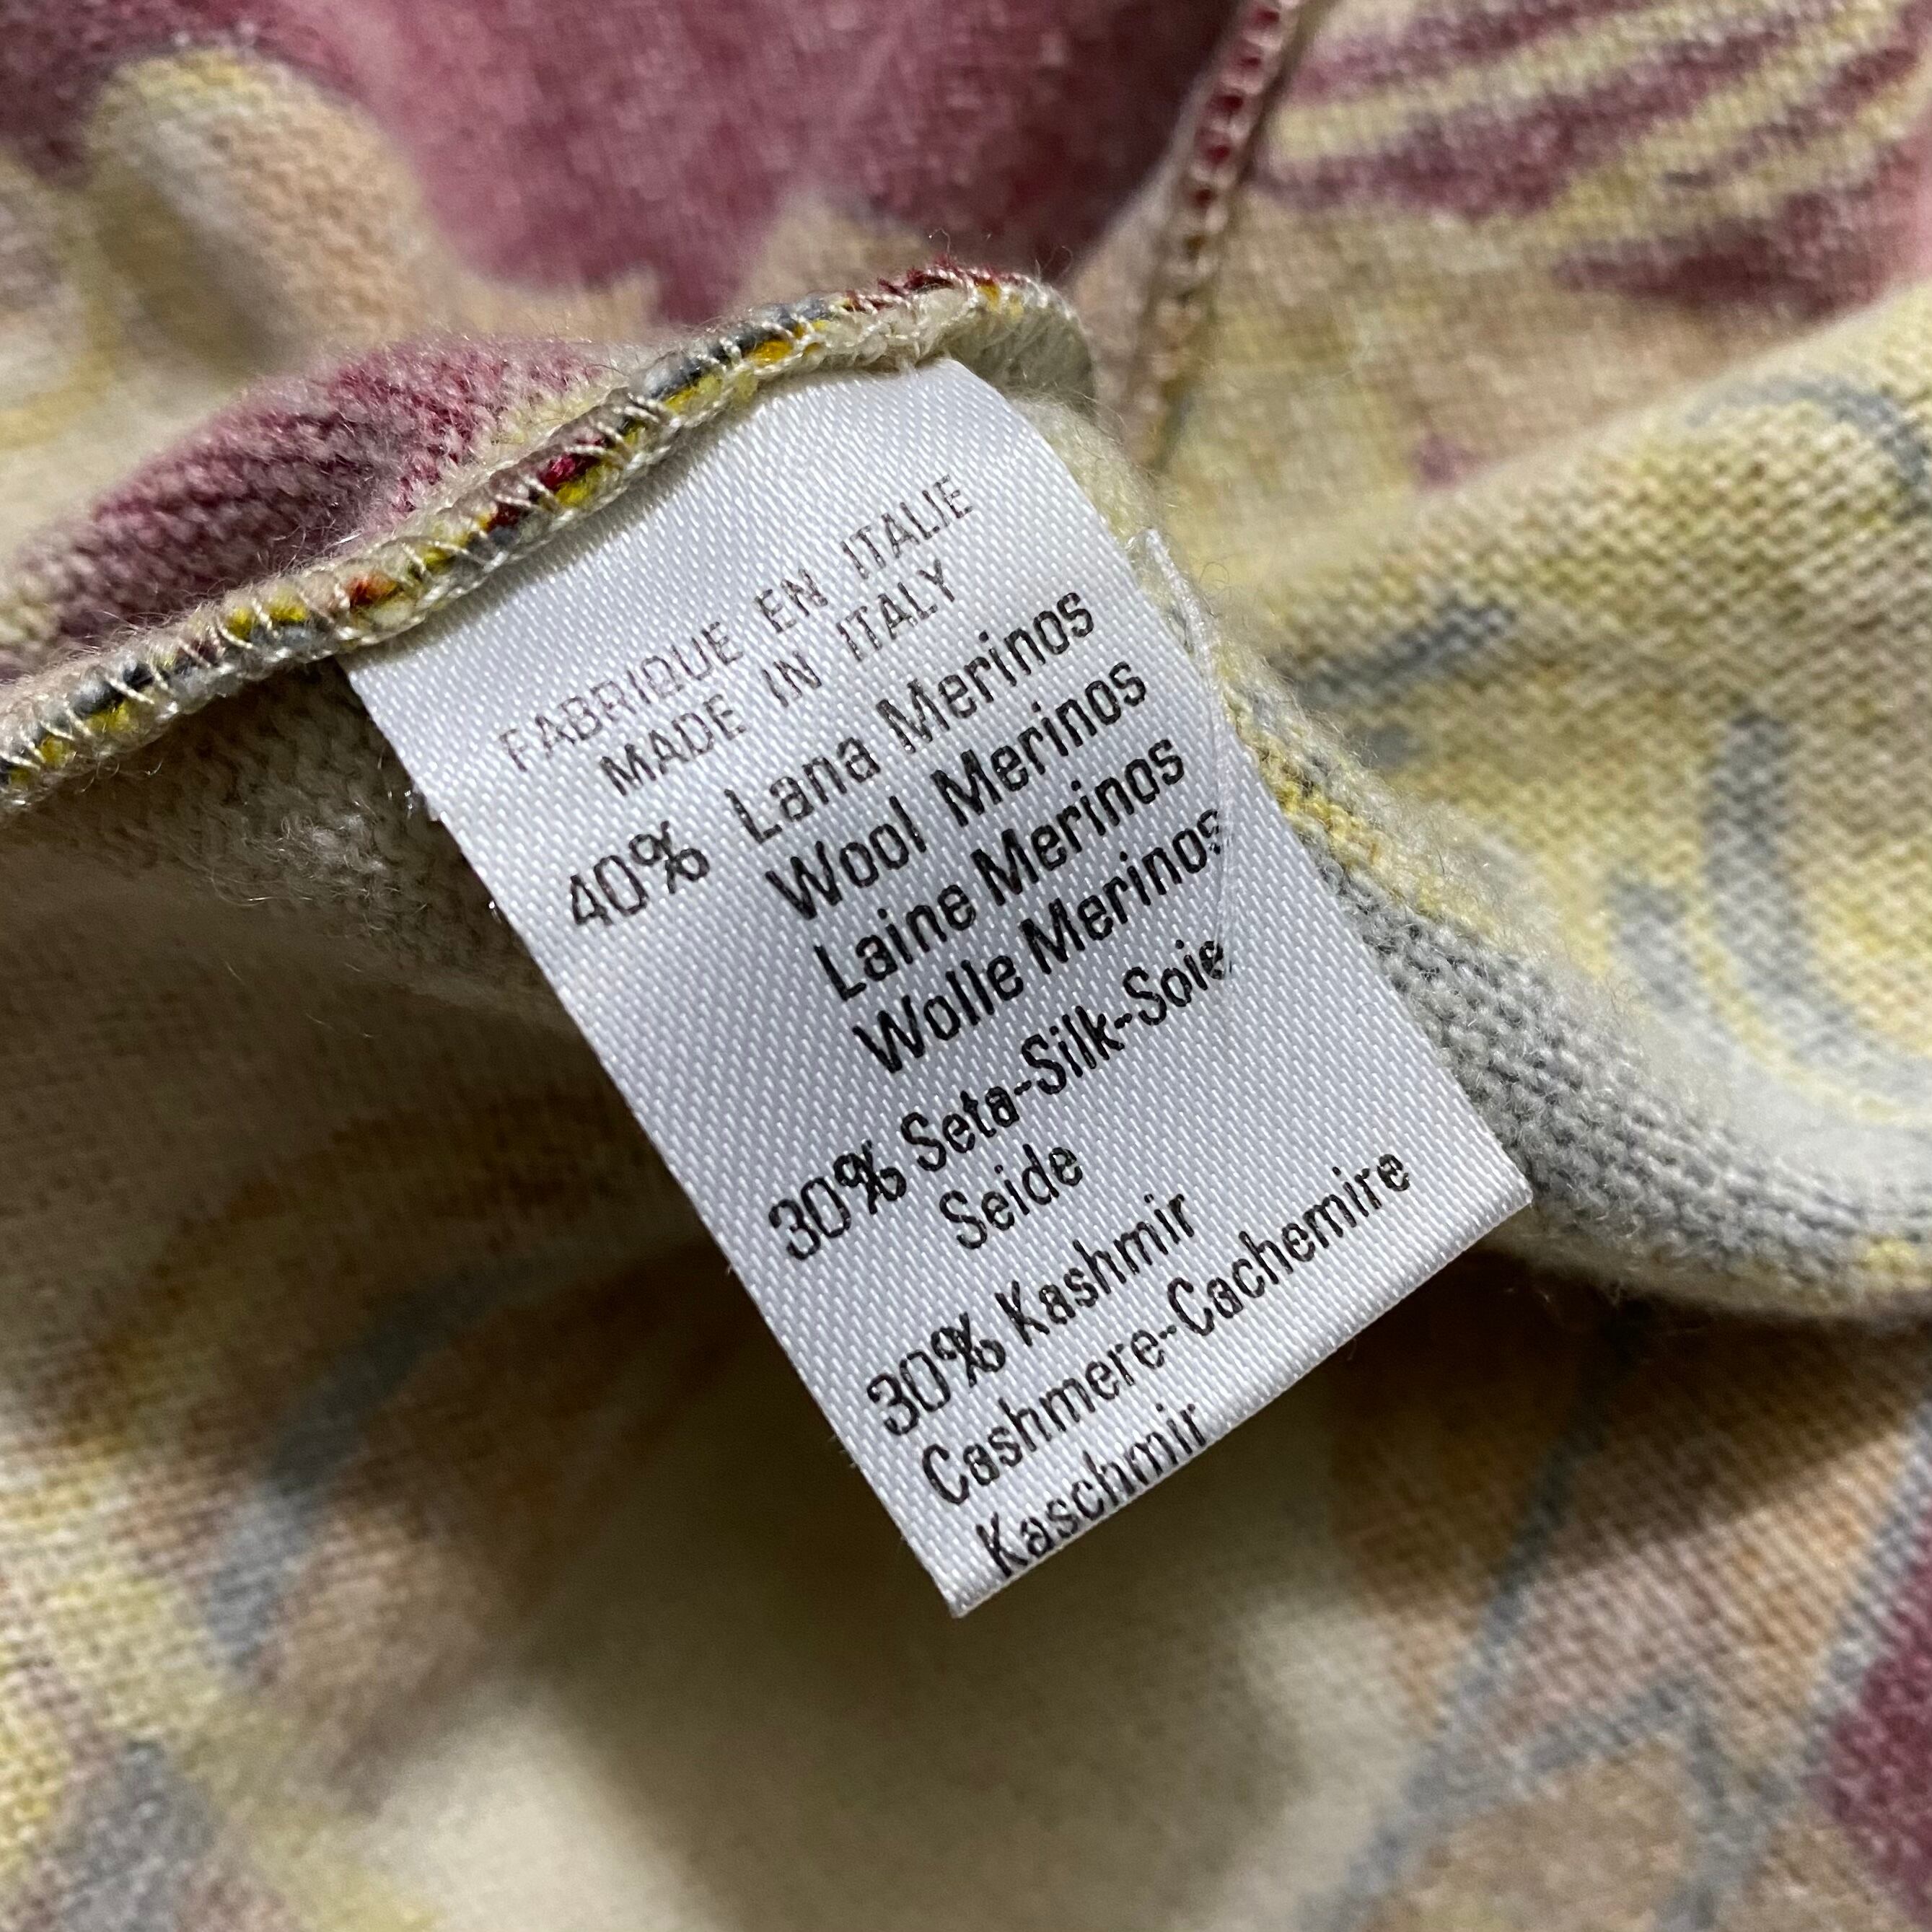 FABRIQUE EN ITALIE
MADE IN ITALY
40% Lana Merinos
Wool Merinos
Laine Merinos
Wolle Merinos
30% Seta-Silk-Soie
Seide
30% Kashmir
Cashmere-Cachemire
Kaschmir